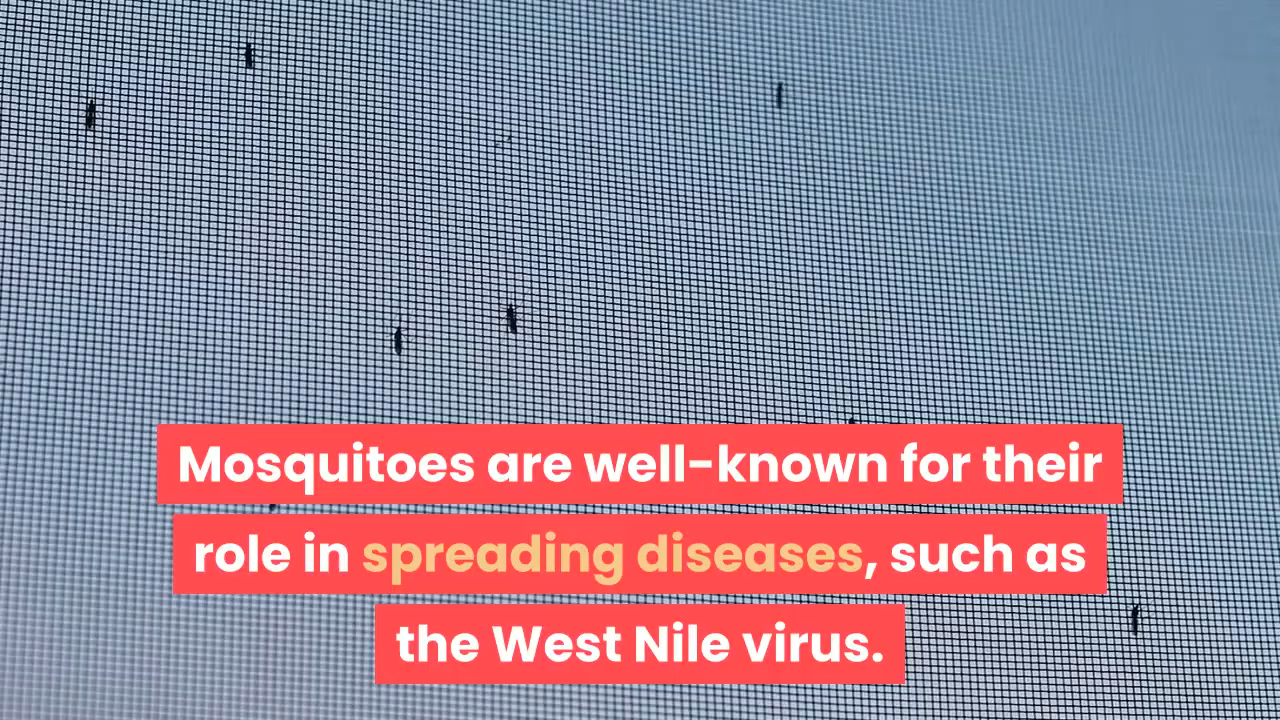 Mosquitoes are well-known for their
role in spreading diseases, such as
the West Nile virus.